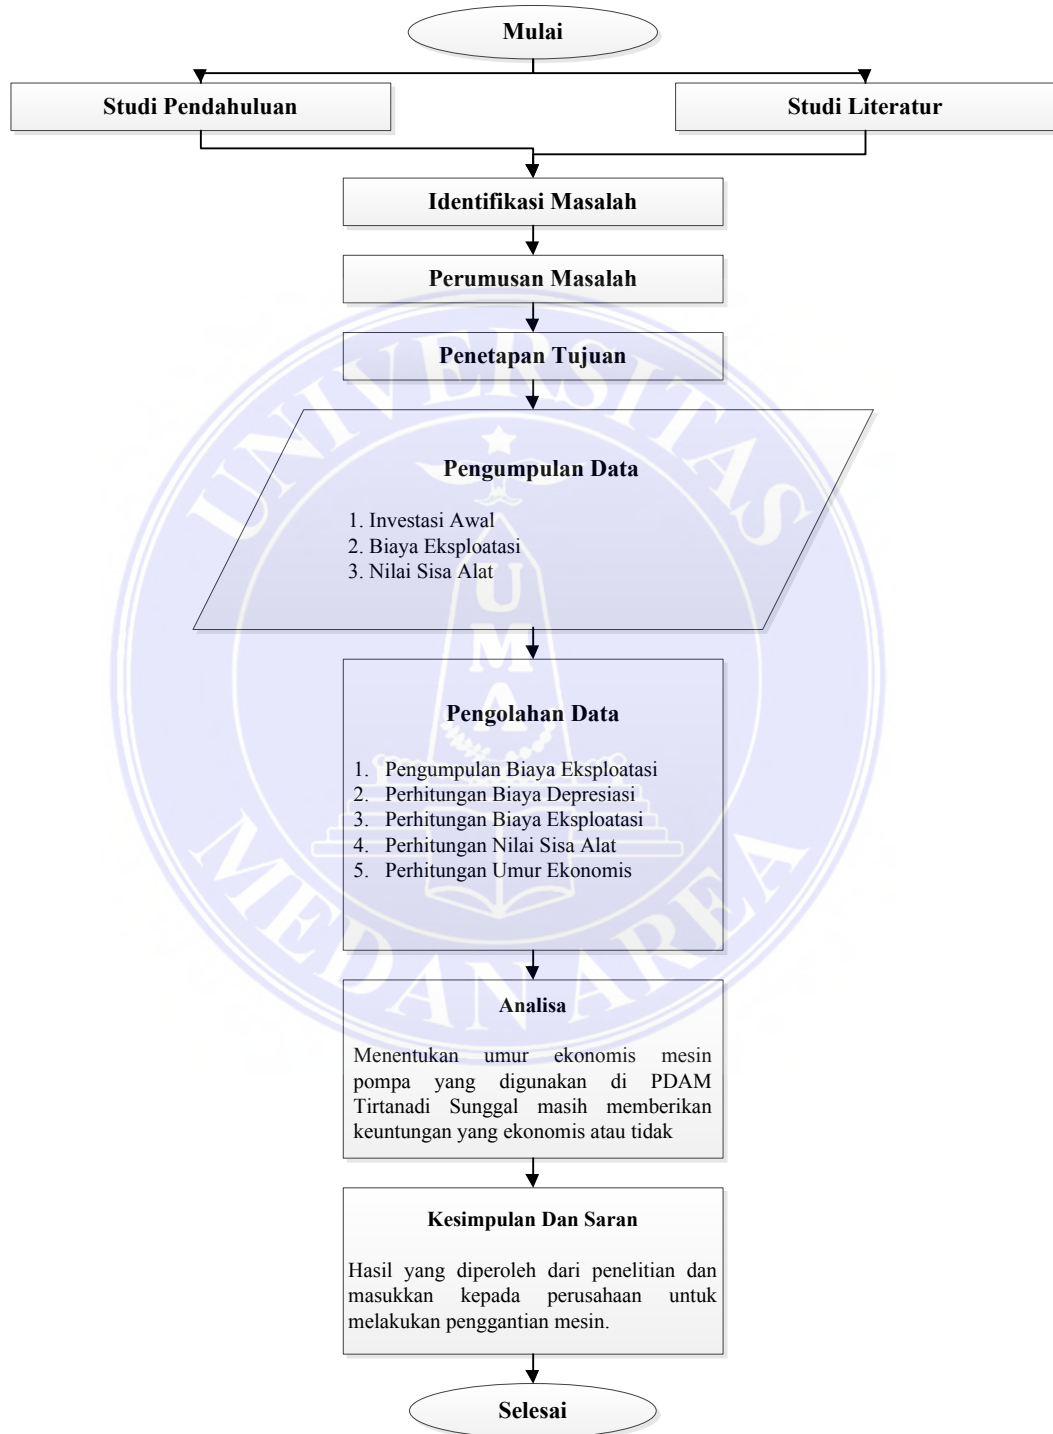 Mulai
Studi Pendahuluan
Studi Literatur
Identifikasi Masalah
Perumusan Masalah
Penetapan Tujuan
Pengumpulan Data
1. Investasi Awal
2. Biaya Eksploatasi
3. Nilai Sisa Alat
Pengolahan Data
1. Pengumpulan Biaya Eksploatasi
2. Perhitungan Biaya Depresiasi
3. Perhitungan Biaya Eksploatasi
4. Perhitungan Nilai Sisa Alat
5. Perhitungan Umur Ekonomis
Analisa
Menentukan umur ekonomis mesin
pompa yang digunakan di PDAM
Tirtanadi Sunggal masih memberikan
keuntungan yang ekonomis atau tidak
Kesimpulan Dan Saran
Hasil yang diperoleh dari penelitian dan
masukkan kepada perusahaan untuk
melakukan penggantian mesin.
Selesai
UNIVERSITAS
UMA
MEDAN AREA